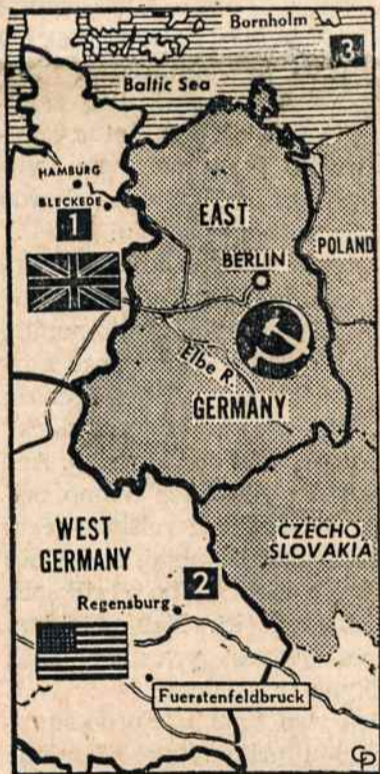 Bornholm
3
Baltic Sea
HAMBURG
BLECKEDE
1
EAST
POLAND
BERLIN
Elbe R.
GERMANY
WEST
GERMANY
CZECHO
SLOVAKIA
2
Regensburg
Fuerstenfeldbruck
CP